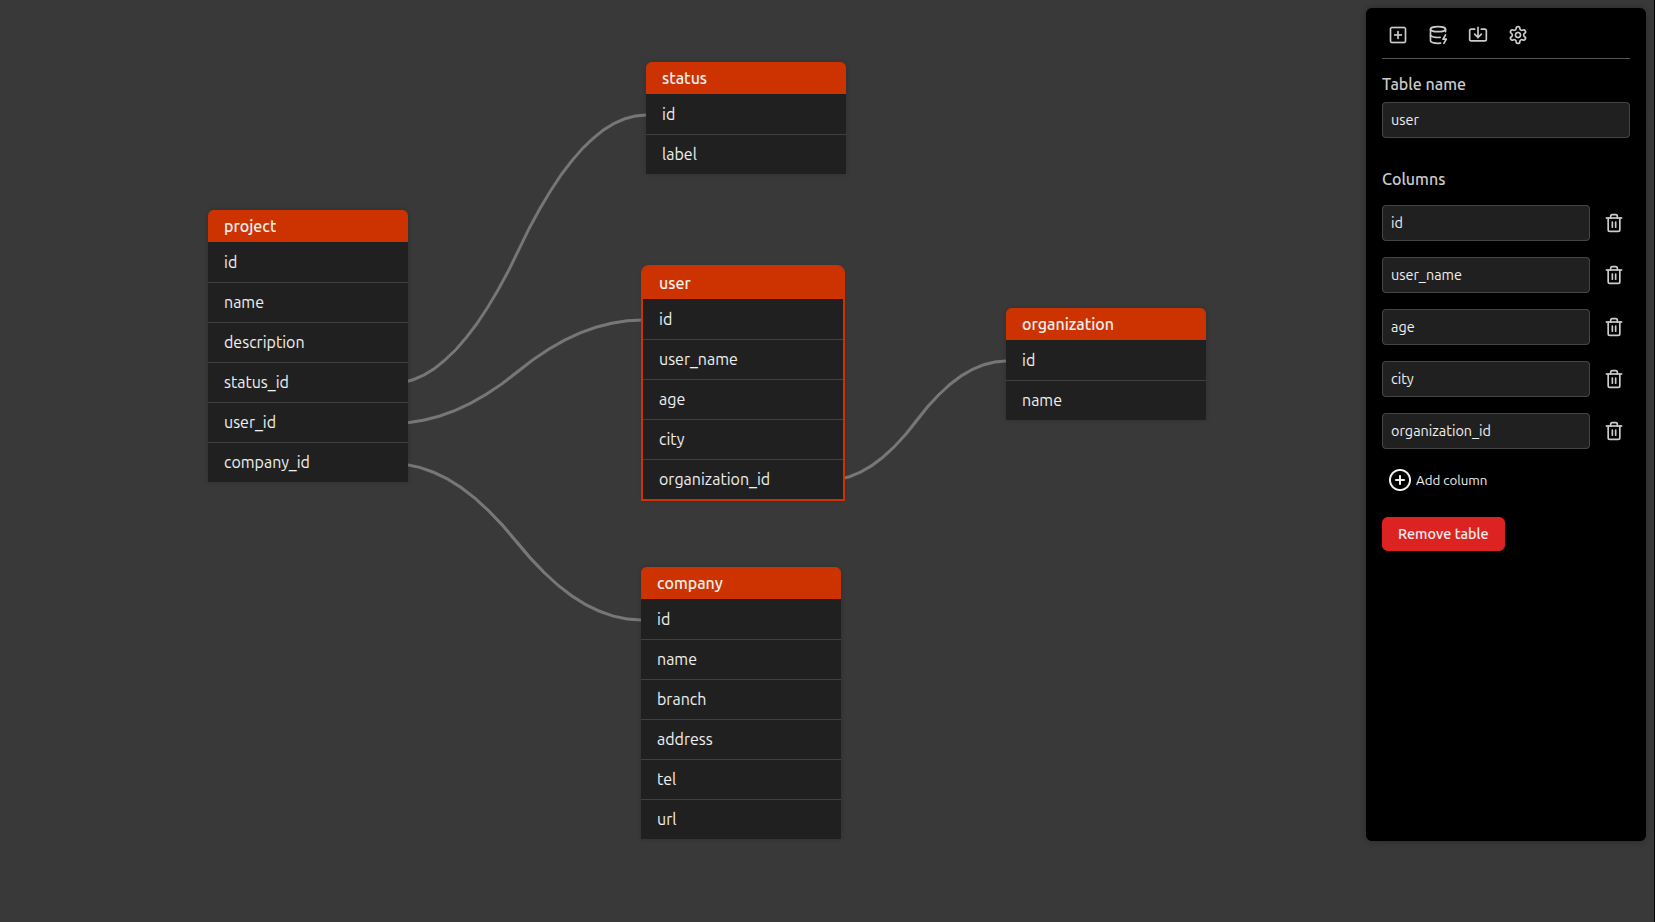 status
id
label
project
id
name
description
status_id
user_id
company_id
user
id
user_name
age
city
organization_id
organization
id
name
company
id
name
branch
address
tel
url
Table name
user
Columns
id
user_name
age
city
organization_id
Add column
Remove table